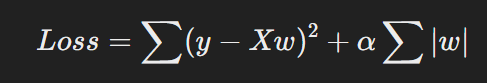 Loss = ∑(y − Xw)² + α ∑ |w|